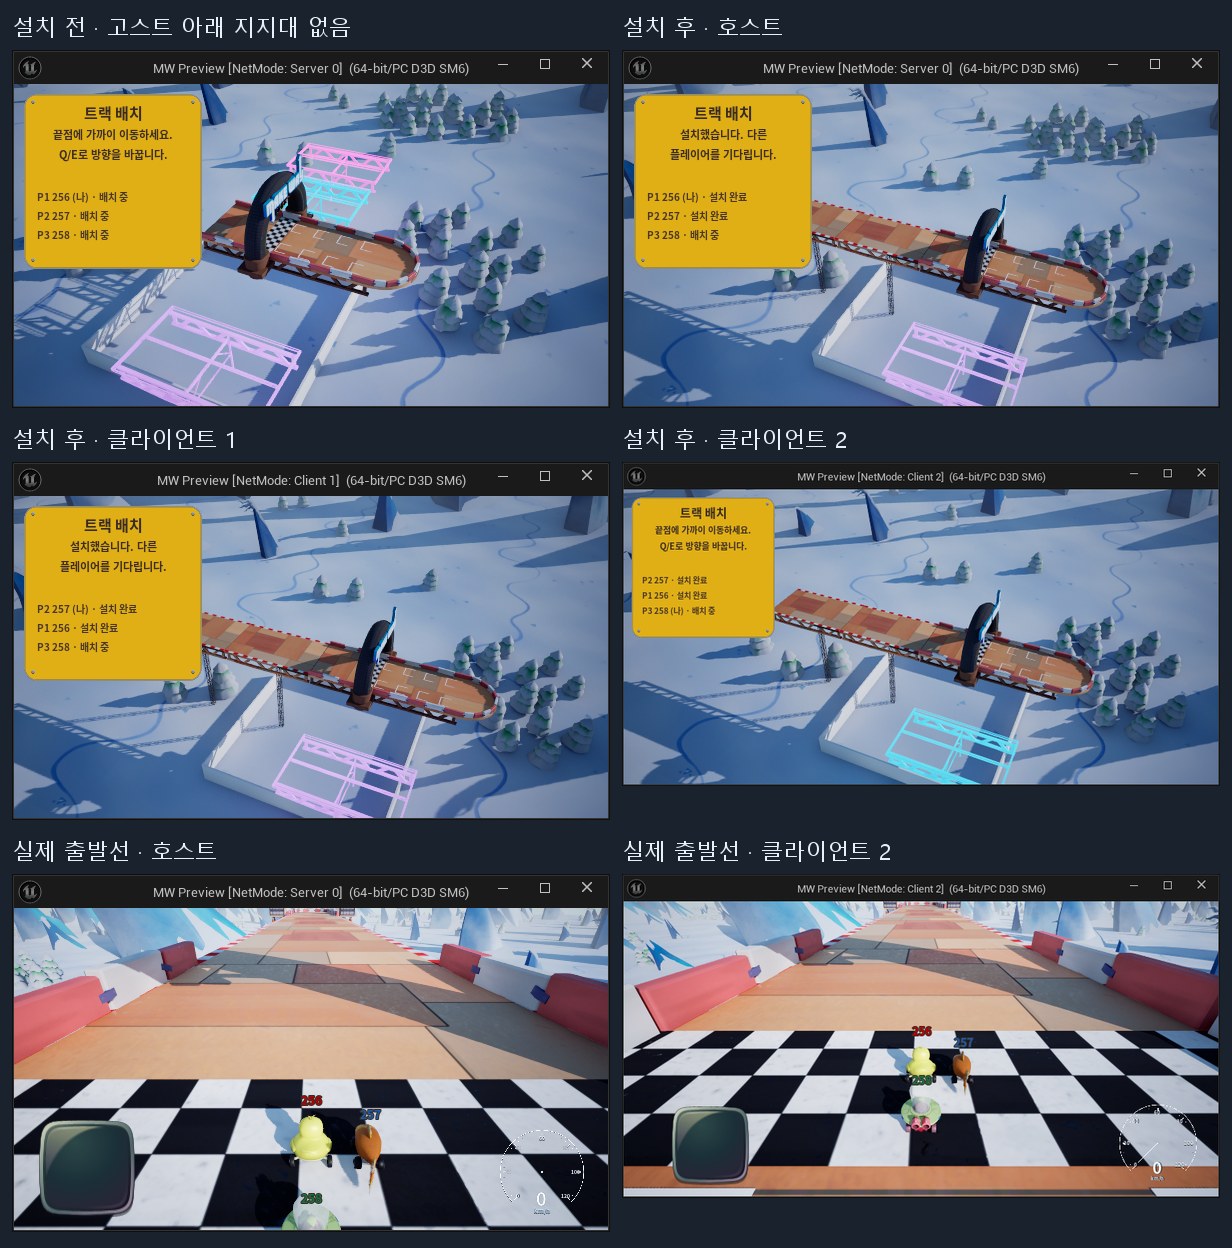 설치 전 · 고스트 아래 지지대 없음
MW Preview [NetMode: Server 0] (64-bit/PC D3D SM6)
트랙 배치
끝점에 가까이 이동하세요.
Q/E로 방향을 바꿉니다.
P1 256 (나) · 배치 중
P2 257 · 배치 중
P3 258 · 배치 중
설치 후 · 호스트
MW Preview [NetMode: Server 0] (64-bit/PC D3D SM6)
트랙 배치
설치했습니다. 다른
플레이어를 기다립니다.
P1 256 (나) · 설치 완료
P2 257 · 설치 완료
P3 258 · 배치 중
설치 후 · 클라이언트 1
MW Preview [NetMode: Client 1] (64-bit/PC D3D SM6)
트랙 배치
설치했습니다. 다른
플레이어를 기다립니다.
P2 257 (나) · 설치 완료
P1 256 · 설치 완료
P3 258 · 배치 중
설치 후 · 클라이언트 2
MW Preview [NetMode: Client 2] (64-bit/PC D3D SM6)
트랙 배치
끝점에 가까이 이동하세요.
Q/E로 방향을 바꿉니다.
P2 257 · 설치 완료
P1 256 · 설치 완료
P3 258 (나) · 배치 중
실제 출발선 · 호스트
MW Preview [NetMode: Server 0] (64-bit/PC D3D SM6)
256
257
258
0
km/h
실제 출발선 · 클라이언트 2
MW Preview [NetMode: Client 2] (64-bit/PC D3D SM6)
256
257
258
0
km/h